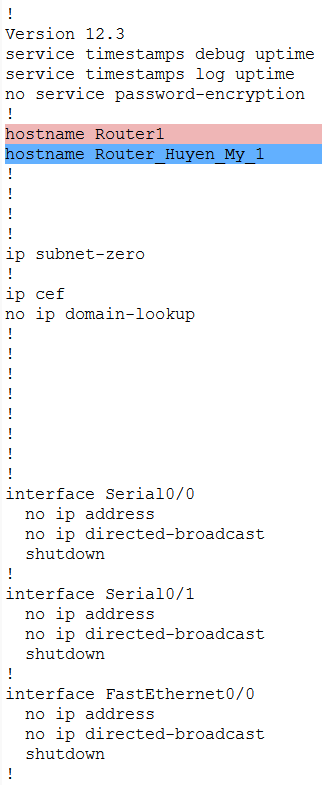 !
Version 12.3
service timestamps debug uptime
service timestamps log uptime
no service password-encryption
!
hostname Router1
hostname Router_Huyen_My_1
!
!
!
!
ip subnet-zero
!
ip cef
no ip domain-lookup
!
!
!
!
!
!
!
!
interface Serial0/0
  no ip address
  no ip directed-broadcast
  shutdown
!
interface Serial0/1
  no ip address
  no ip directed-broadcast
  shutdown
!
interface FastEthernet0/0
  no ip address
  no ip directed-broadcast
  shutdown
!